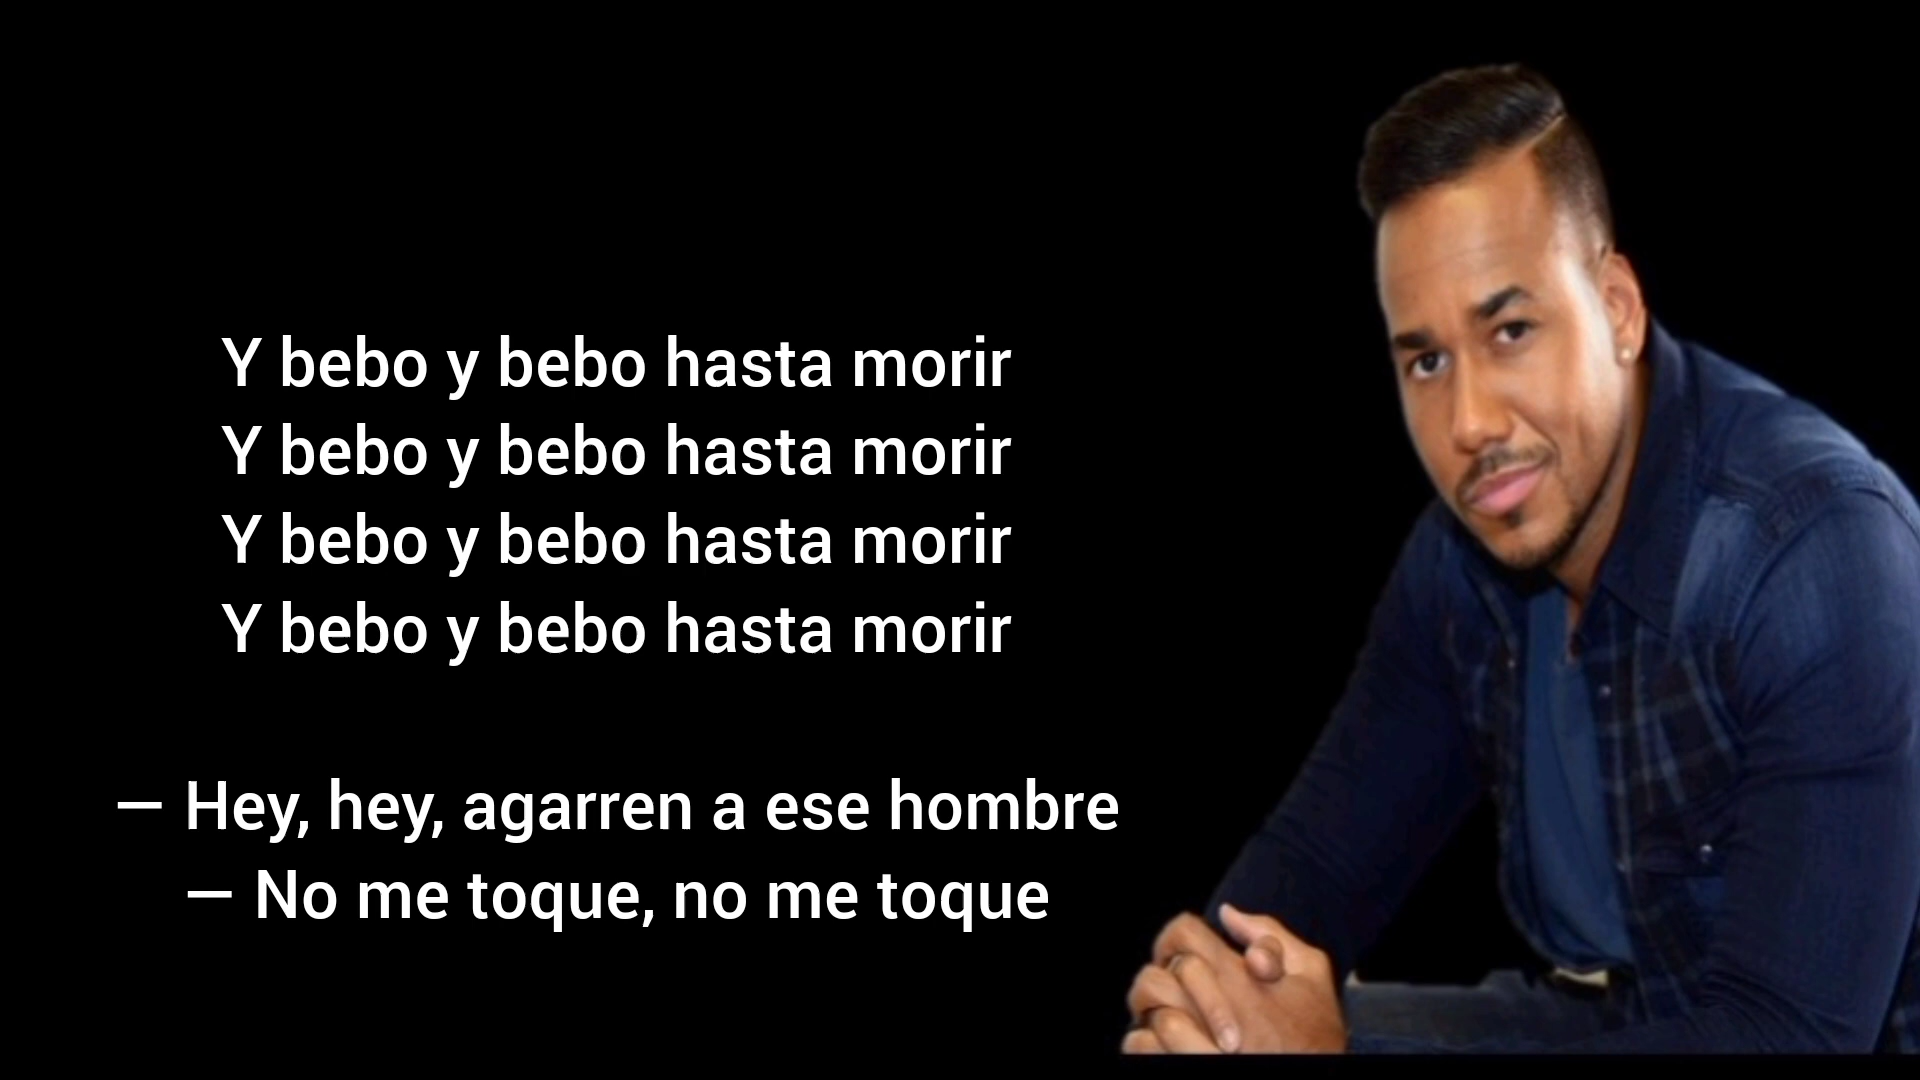 Y bebo y bebo hasta morir
Y bebo y bebo hasta morir
Y bebo y bebo hasta morir
Y bebo y bebo hasta morir
— Hey, hey, agarren a ese hombre
— No me toque, no me toque